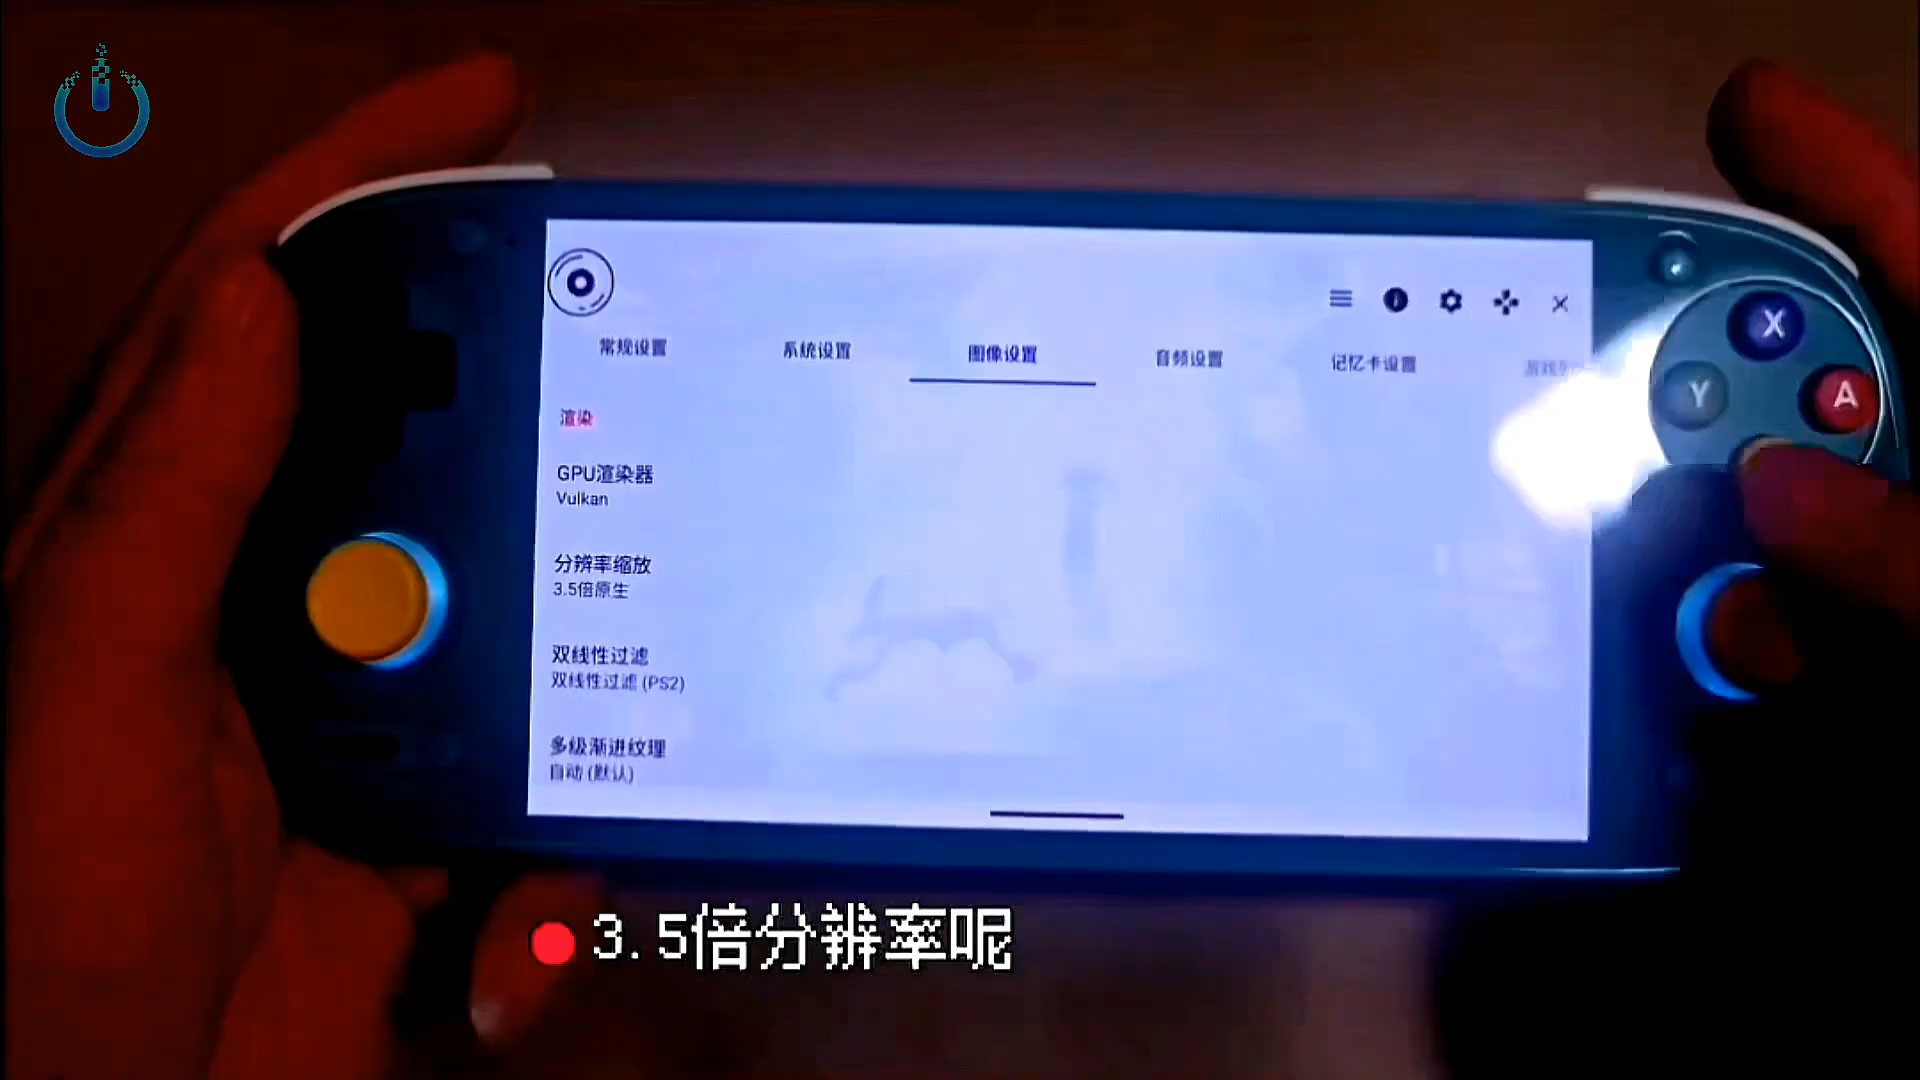 常规设置
系统设置
图像设置
音频设置
记忆卡设置
渲染
GPU渲染器
Vulkan
分辨率缩放
3.5倍原生
双线性过滤
双线性过滤 (PS2)
多级渐进纹理
自动 (默认)
X
Y
A
3.5倍分辨率呢